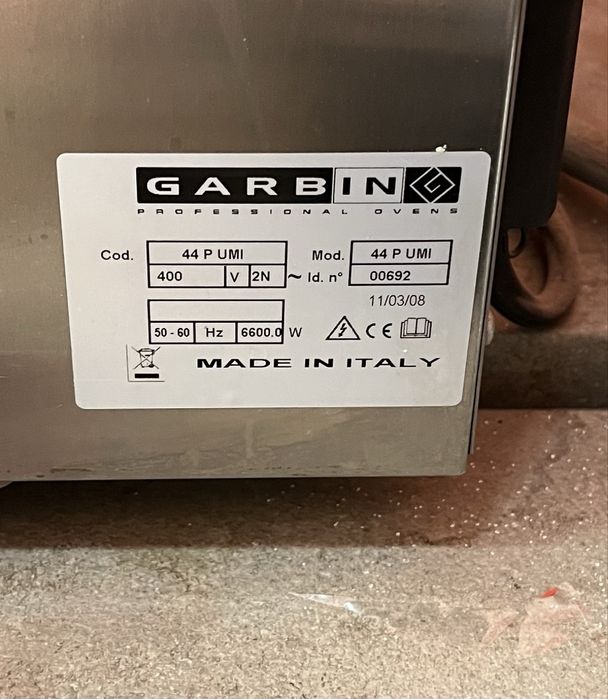 GARBIN
PROFESSIONAL OVENS
Cod. 44 P UMI Mod. 44 P UMI
400 V 2N ~ Id. n° 00692
11/03/08
50 - 60 Hz 6600.0 W CE
MADE IN ITALY